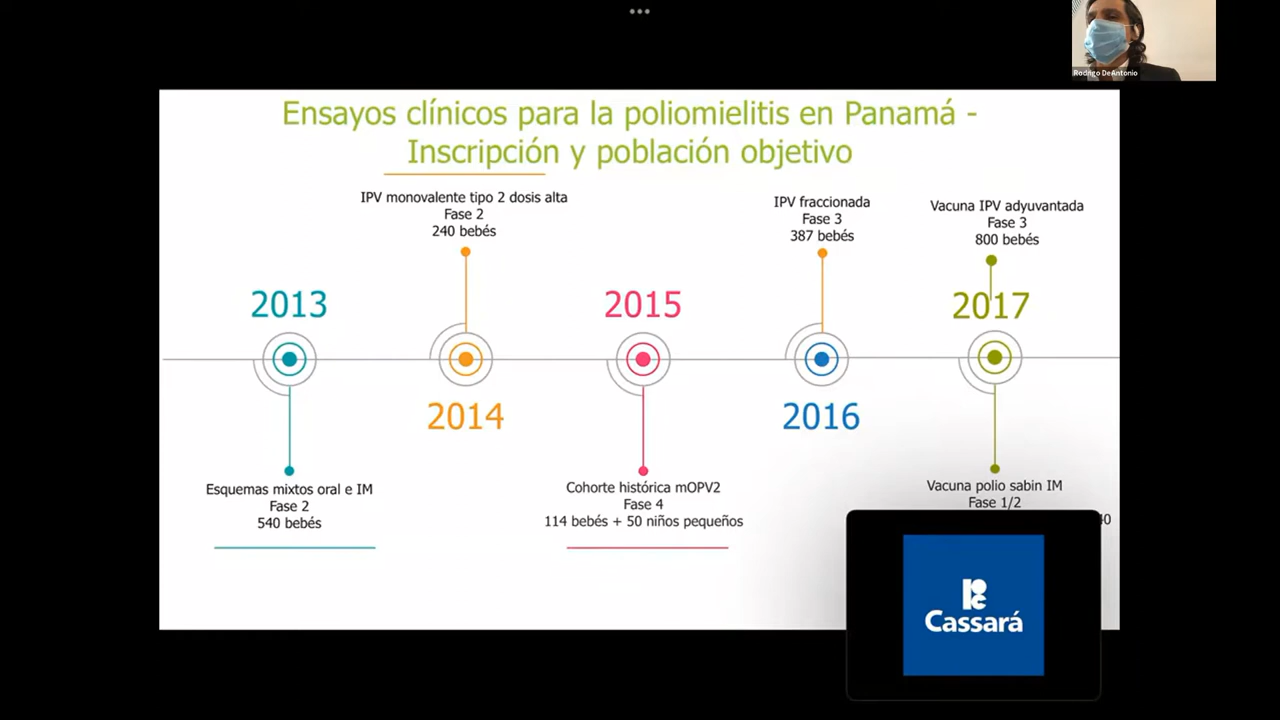 Rodrigo DeAntonio
Ensayos clínicos para la poliomielitis en Panamá -
Inscripción y población objetivo
IPV monovalente tipo 2 dosis alta
Fase 2
240 bebés
IPV fraccionada
Fase 3
387 bebés
Vacuna IPV adyuvantada
Fase 3
800 bebés
2013
2015
2017
2014
2016
Esquemas mixtos oral e IM
Fase 2
540 bebés
Cohorte histórica mOPV2
Fase 4
114 bebés + 50 niños pequeños
Vacuna polio sabin IM
Fase 1/2
Cassará